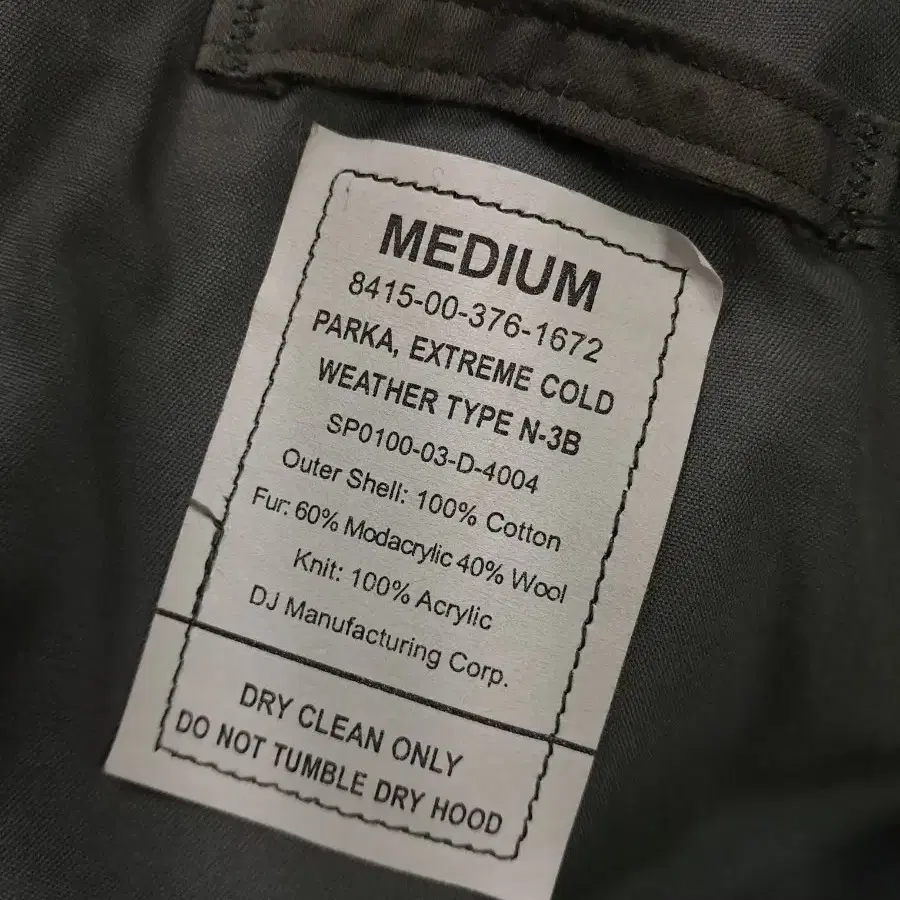 MEDIUM
8415-00-376-1672
PARKA, EXTREME COLD
WEATHER TYPE N-3B
SP0100-03-D-4004
Outer Shell: 100% Cotton
Fur: 60% Modacrylic 40% Wool
Knit: 100% Acrylic
DJ Manufacturing Corp.
DRY CLEAN ONLY
DO NOT TUMBLE DRY HOOD